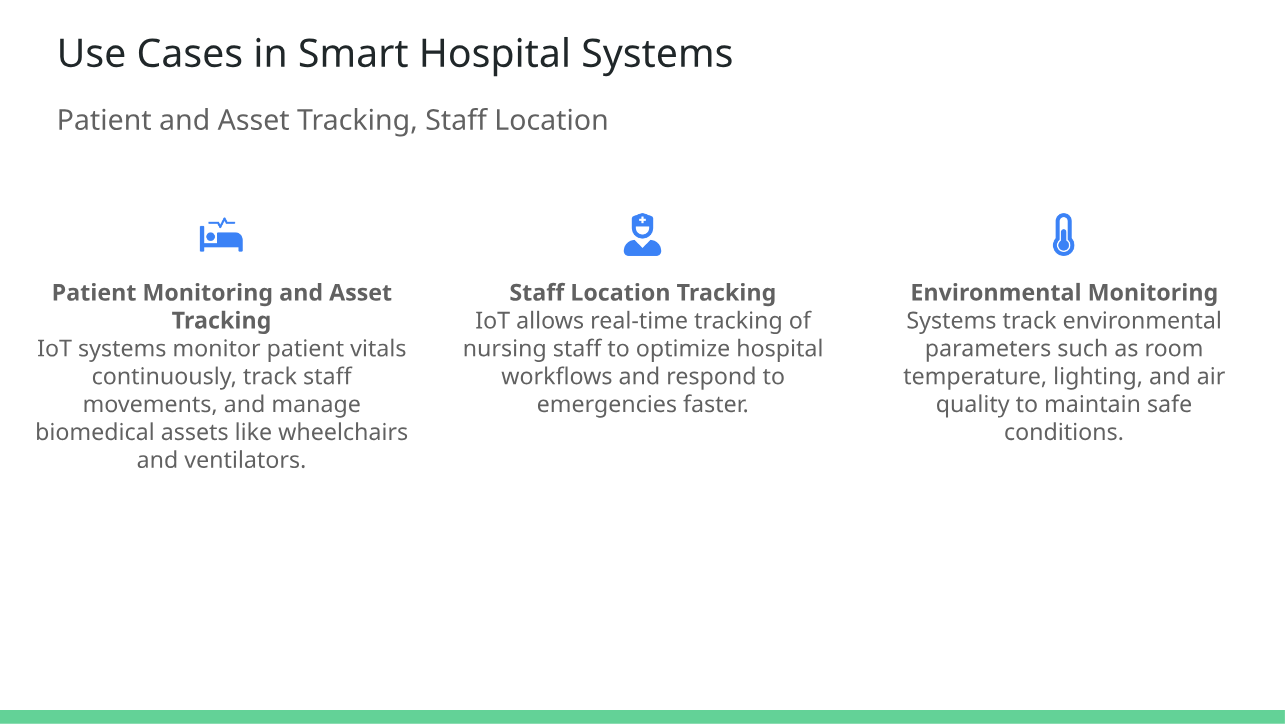 Use Cases in Smart Hospital Systems
Patient and Asset Tracking, Staff Location
Patient Monitoring and Asset
Tracking
IoT systems monitor patient vitals
continuously, track staff
movements, and manage
biomedical assets like wheelchairs
and ventilators.
Staff Location Tracking
IoT allows real-time tracking of
nursing staff to optimize hospital
workflows and respond to
emergencies faster.
Environmental Monitoring
Systems track environmental
parameters such as room
temperature, lighting, and air
quality to maintain safe
conditions.